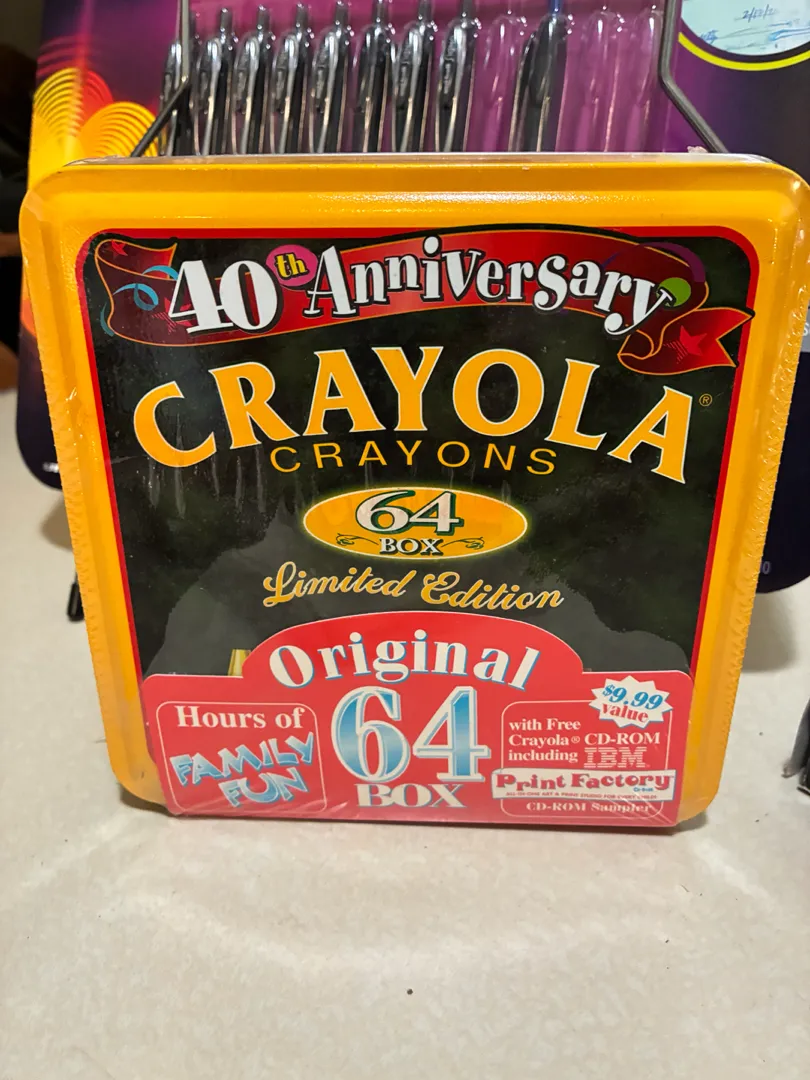 40th Anniversary
CRAYOLA®
CRAYONS
64
BOX
Limited Edition
Original
64
BOX
Hours of
FAMILY
FUN
$9.99
value
with Free
Crayola® CD-ROM
including IBM®
Print Factory
CD-ROM Sampler